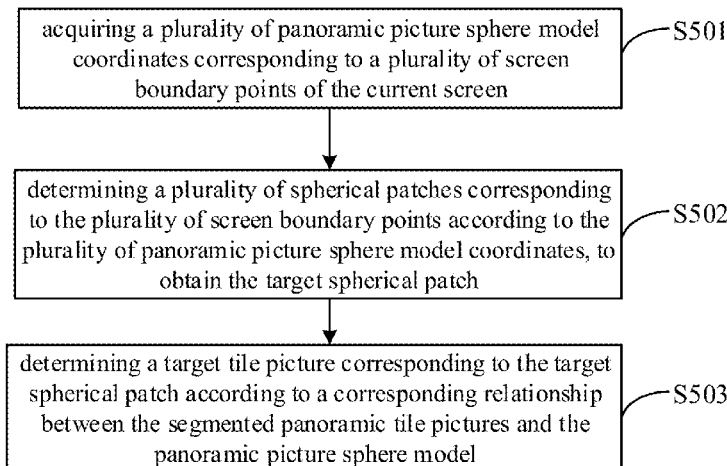 acquiring a plurality of panoramic picture sphere model
coordinates corresponding to a plurality of screen
boundary points of the current screen
S501
determining a plurality of spherical patches corresponding
to the plurality of screen boundary points according to the
plurality of panoramic picture sphere model coordinates, to
obtain the target spherical patch
S502
determining a target tile picture corresponding to the target
spherical patch according to a corresponding relationship
between the segmented panoramic tile pictures and the
panoramic picture sphere model
S503